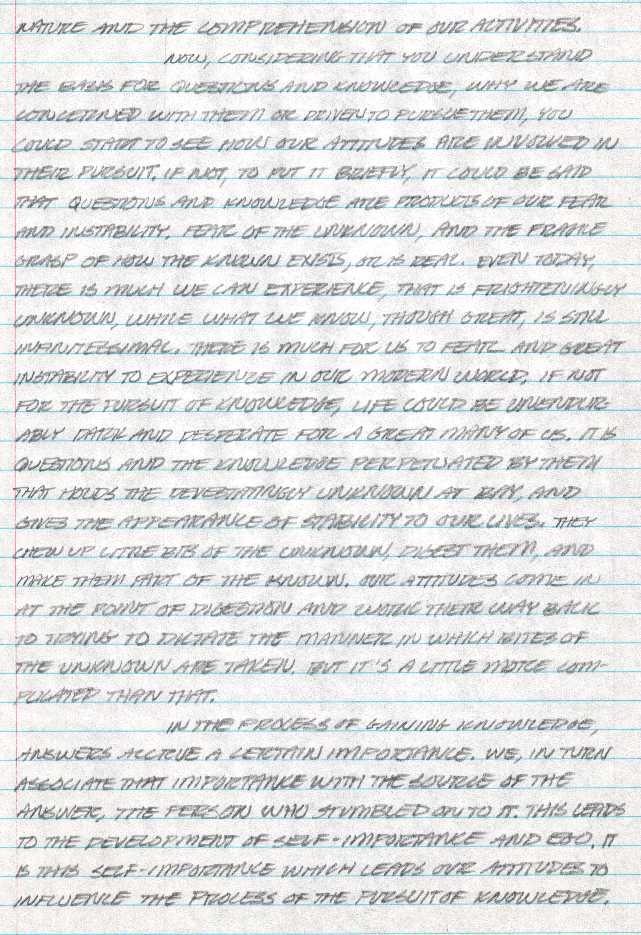 NATURE AND THE COMPREHENSION OF OUR ACTIVITIES.
NOW, CONSIDERING THAT YOU UNDERSTAND
THE BASIS FOR QUESTIONS AND KNOWLEDGE, WHY WE ARE
CONCERNED WITH THEM OR DRIVEN TO PURSUE THEM, YOU
COULD START TO SEE HOW OUR ATTITUDES ARE INVOLVED IN
THEIR PURSUIT. IF NOT, TO PUT IT BRIEFLY, IT COULD BE SAID
THAT QUESTIONS AND KNOWLEDGE ARE PRODUCTS OF OUR FEAR
AND INSTABILITY. FEAR OF THE UNKNOWN, AND THE FRAGILE
GRASP OF HOW THE KNOWN EXISTS, OR IS REAL. EVEN TODAY,
THERE IS MUCH WE CAN EXPERIENCE, THAT IS FRIGHTENINGLY
UNKNOWN, WHILE WHAT WE KNOW, THOUGH GREAT, IS STILL
INFINITESSIMAL. THERE IS MUCH FOR US TO FEAR AND GREAT
INSTABILITY TO EXPERIENCE IN OUR MODERN WORLD. IF NOT
FOR THE PURSUIT OF KNOWLEDGE, LIFE COULD BE UNENDUR-
ABLY DARK AND DESPERATE FOR A GREAT MANY OF US. IT IS
QUESTIONS AND THE KNOWLEDGE PERPETUATED BY THEM
THAT HOLDS THE DEVESTATINGLY UNKNOWN AT BAY, AND
GIVES THE APPEARANCE OF STABILITY TO OUR LIVES. THEY
CHEW UP LITTLE BITS OF THE UNKNOWN, DIGEST THEM, AND
MAKE THEM PART OF THE KNOWN. OUR ATTITUDES COME IN
AT THE POINT OF DIGESTION AND WORK THEIR WAY BACK
TO TRYING TO DICTATE THE MANNER IN WHICH BITES OF
THE UNKNOWN ARE TAKEN. BUT IT'S A LITTLE MORE COM-
PLICATED THAN THAT.
IN THE PROCESS OF GAINING KNOWLEDGE,
ANSWERS ACCRUE A CERTAIN IMPORTANCE. WE, IN TURN
ASSOCIATE THAT IMPORTANCE WITH THE SOURCE OF THE
ANSWER, THE PERSON WHO STUMBLED ON TO IT. THIS LEADS
TO THE DEVELOPMENT OF SELF-IMPORTANCE AND EGO. IT
IS THIS SELF-IMPORTANCE WHICH LEADS OUR ATTITUDES TO
INFLUENCE THE PROCESS OF THE PURSUIT OF KNOWLEDGE.